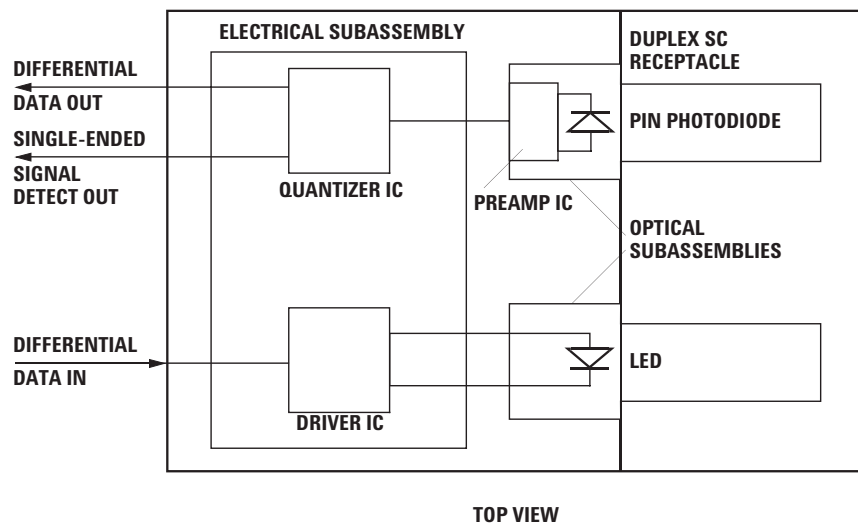 ELECTRICAL SUBASSEMBLY
DUPLEX SC
RECEPTACLE
DIFFERENTIAL
DATA OUT
SINGLE-ENDED
SIGNAL
DETECT OUT
QUANTIZER IC
PREAMP IC
PIN PHOTODIODE
OPTICAL
SUBASSEMBLIES
DIFFERENTIAL
DATA IN
DRIVER IC
LED
TOP VIEW